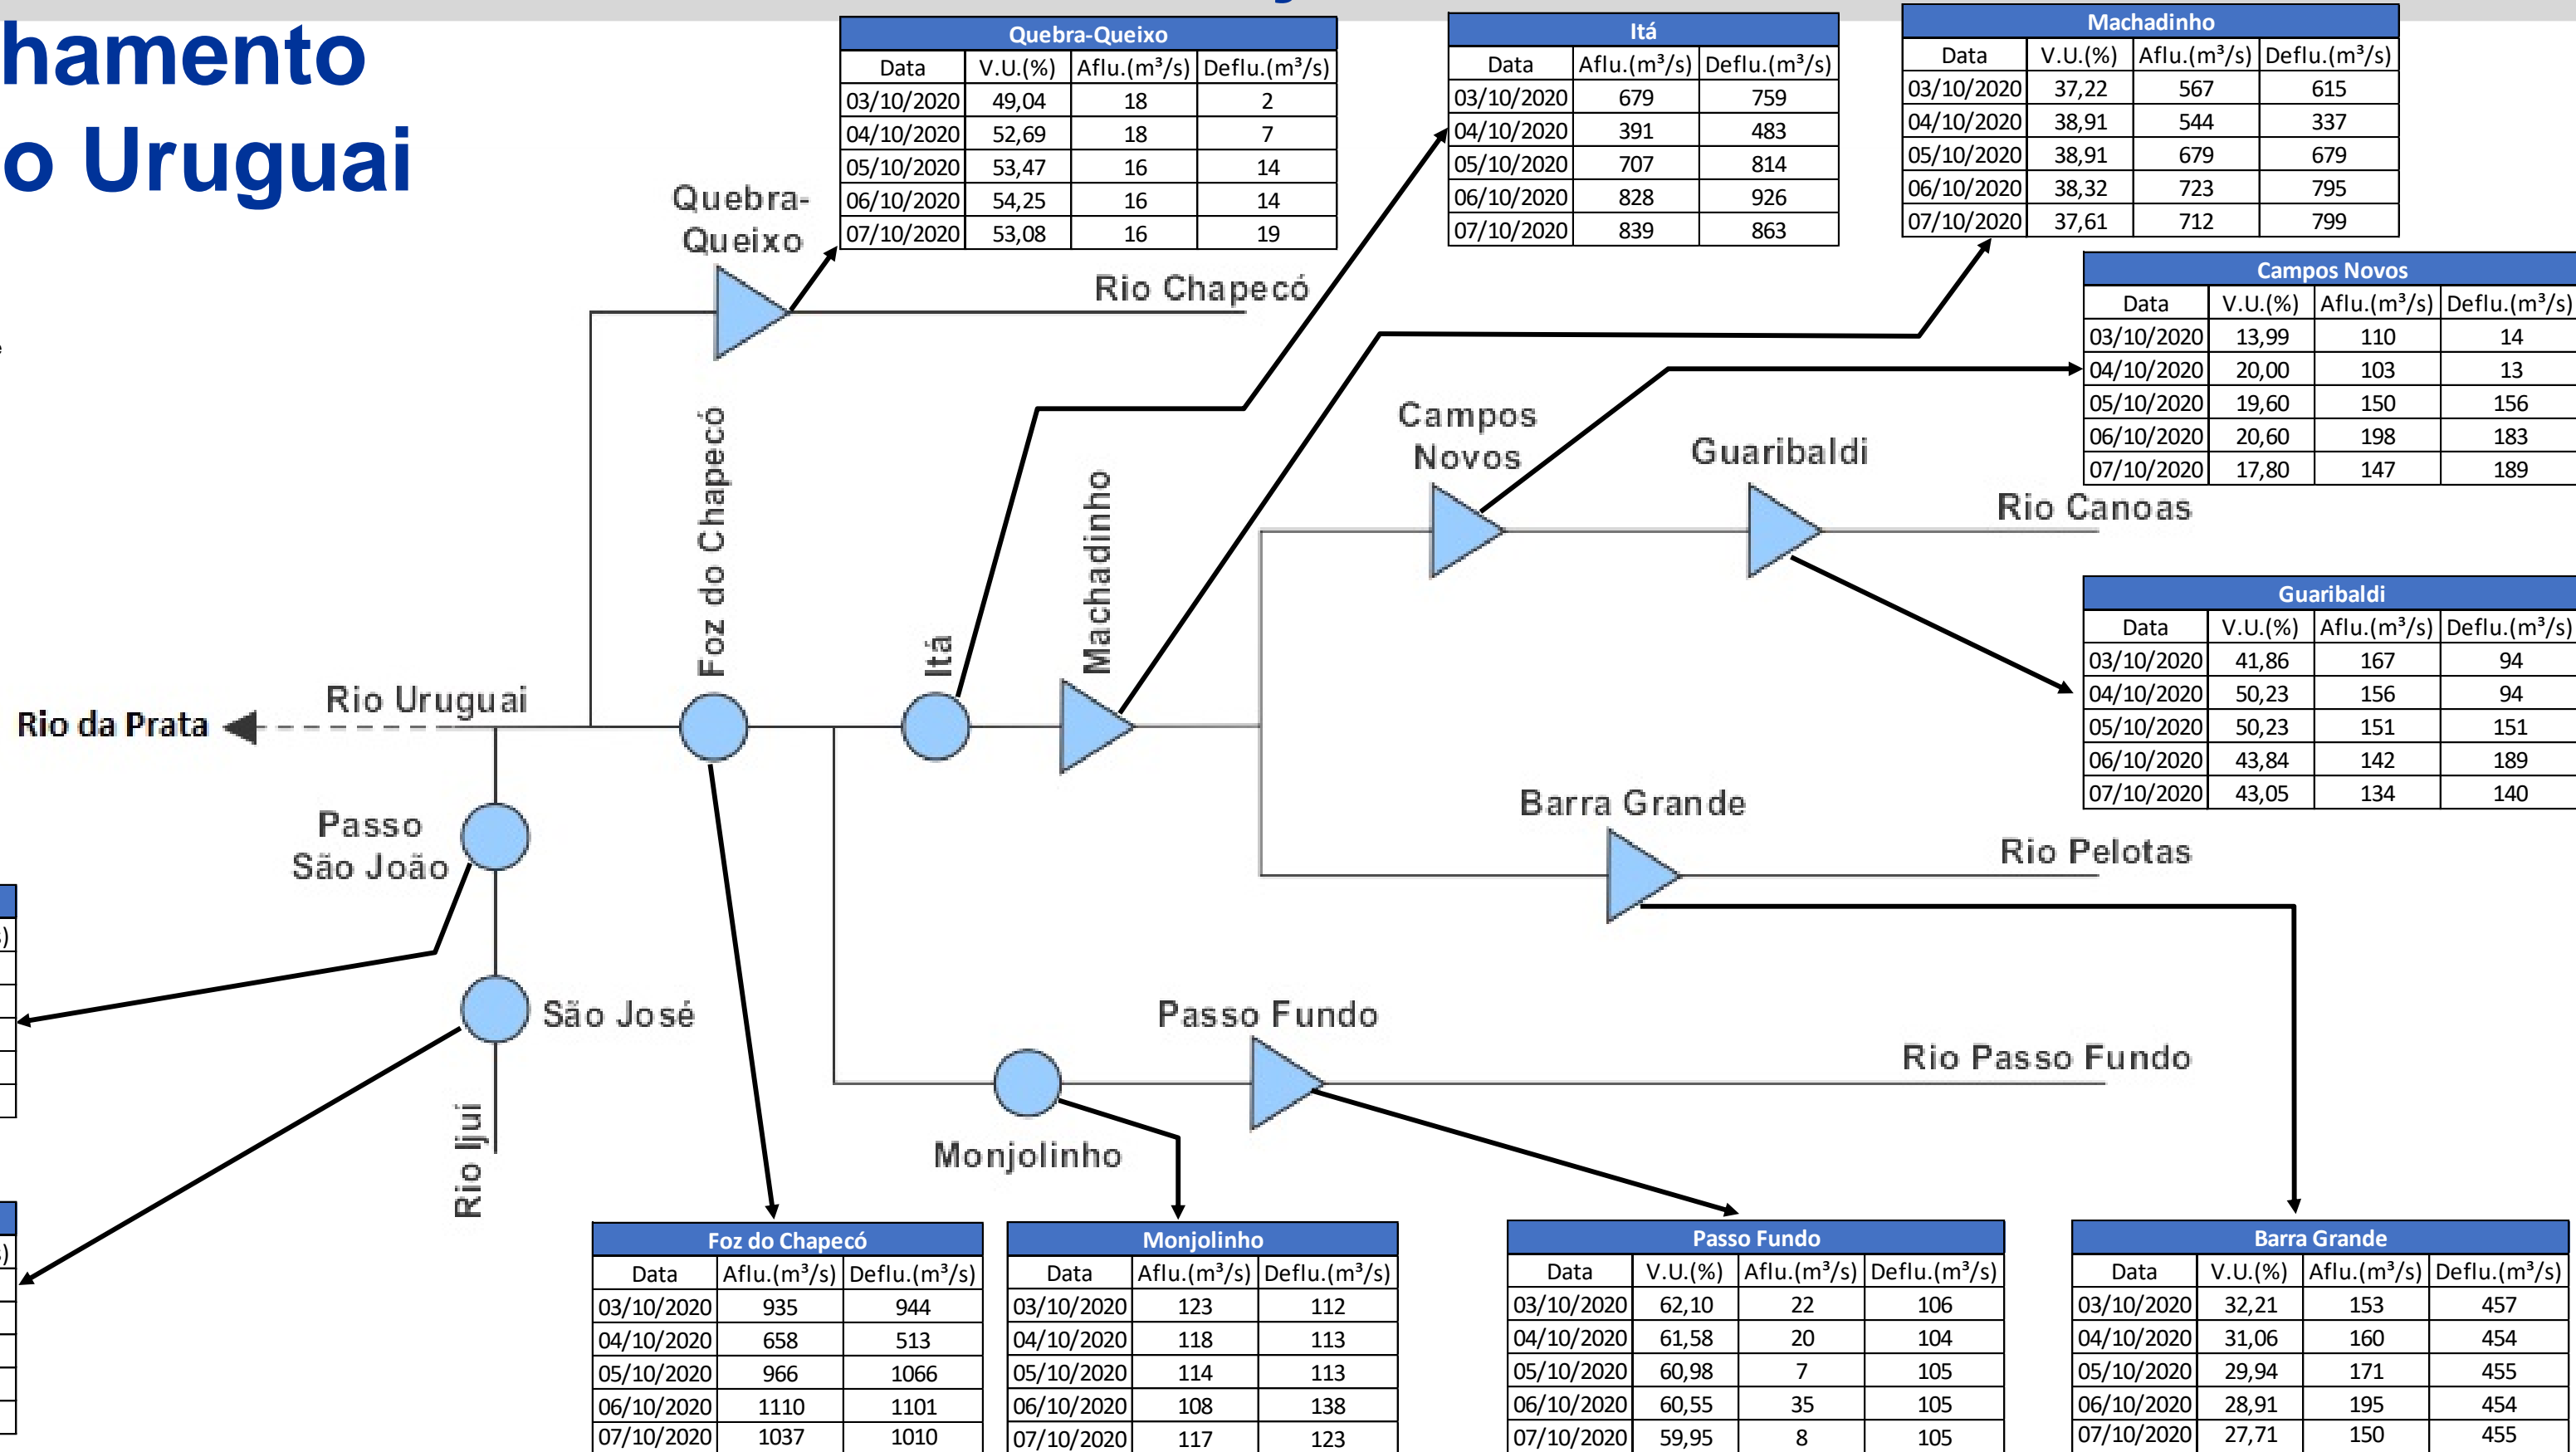 hamento
o Uruguai
Quebra-Queixo
Data V.U.(%) Aflu.(m³/s) Deflu.(m³/s)
03/10/2020 49,04 18 2
04/10/2020 52,69 18 7
05/10/2020 53,47 16 14
06/10/2020 54,25 16 14
07/10/2020 53,08 16 19
Itá
Data Aflu.(m³/s) Deflu.(m³/s)
03/10/2020 679 759
04/10/2020 391 483
05/10/2020 707 814
06/10/2020 828 926
07/10/2020 839 863
Machadinho
Data V.U.(%) Aflu.(m³/s) Deflu.(m³/s)
03/10/2020 37,22 567 615
04/10/2020 38,91 544 337
05/10/2020 38,91 679 679
06/10/2020 38,32 723 795
07/10/2020 37,61 712 799
Campos Novos
Data V.U.(%) Aflu.(m³/s) Deflu.(m³/s)
03/10/2020 13,99 110 14
04/10/2020 20,00 103 13
05/10/2020 19,60 150 156
06/10/2020 20,60 198 183
07/10/2020 17,80 147 189
Quebra-
Queixo
Rio Chapecó
Foz do Chapecó
Itá
Machadinho
Campos
Novos
Guaribaldi
Rio Canoas
Guaribaldi
Data V.U.(%) Aflu.(m³/s) Deflu.(m³/s)
03/10/2020 41,86 167 94
04/10/2020 50,23 156 94
05/10/2020 50,23 151 151
06/10/2020 43,84 142 189
07/10/2020 43,05 134 140
Rio da Prata
Rio Uruguai
Barra Grande
Rio Pelotas
Passo
São João
São José
Rio Ijuí
Passo Fundo
Rio Passo Fundo
Monjolinho
s)
s)
Foz do Chapecó
Data Aflu.(m³/s) Deflu.(m³/s)
03/10/2020 935 944
04/10/2020 658 513
05/10/2020 966 1066
06/10/2020 1110 1101
07/10/2020 1037 1010
Monjolinho
Data Aflu.(m³/s) Deflu.(m³/s)
03/10/2020 123 112
04/10/2020 118 113
05/10/2020 114 113
06/10/2020 108 138
07/10/2020 117 123
Passo Fundo
Data V.U.(%) Aflu.(m³/s) Deflu.(m³/s)
03/10/2020 62,10 22 106
04/10/2020 61,58 20 104
05/10/2020 60,98 7 105
06/10/2020 60,55 35 105
07/10/2020 59,95 8 105
Barra Grande
Data V.U.(%) Aflu.(m³/s) Deflu.(m³/s)
03/10/2020 32,21 153 457
04/10/2020 31,06 160 454
05/10/2020 29,94 171 455
06/10/2020 28,91 195 454
07/10/2020 27,71 150 455